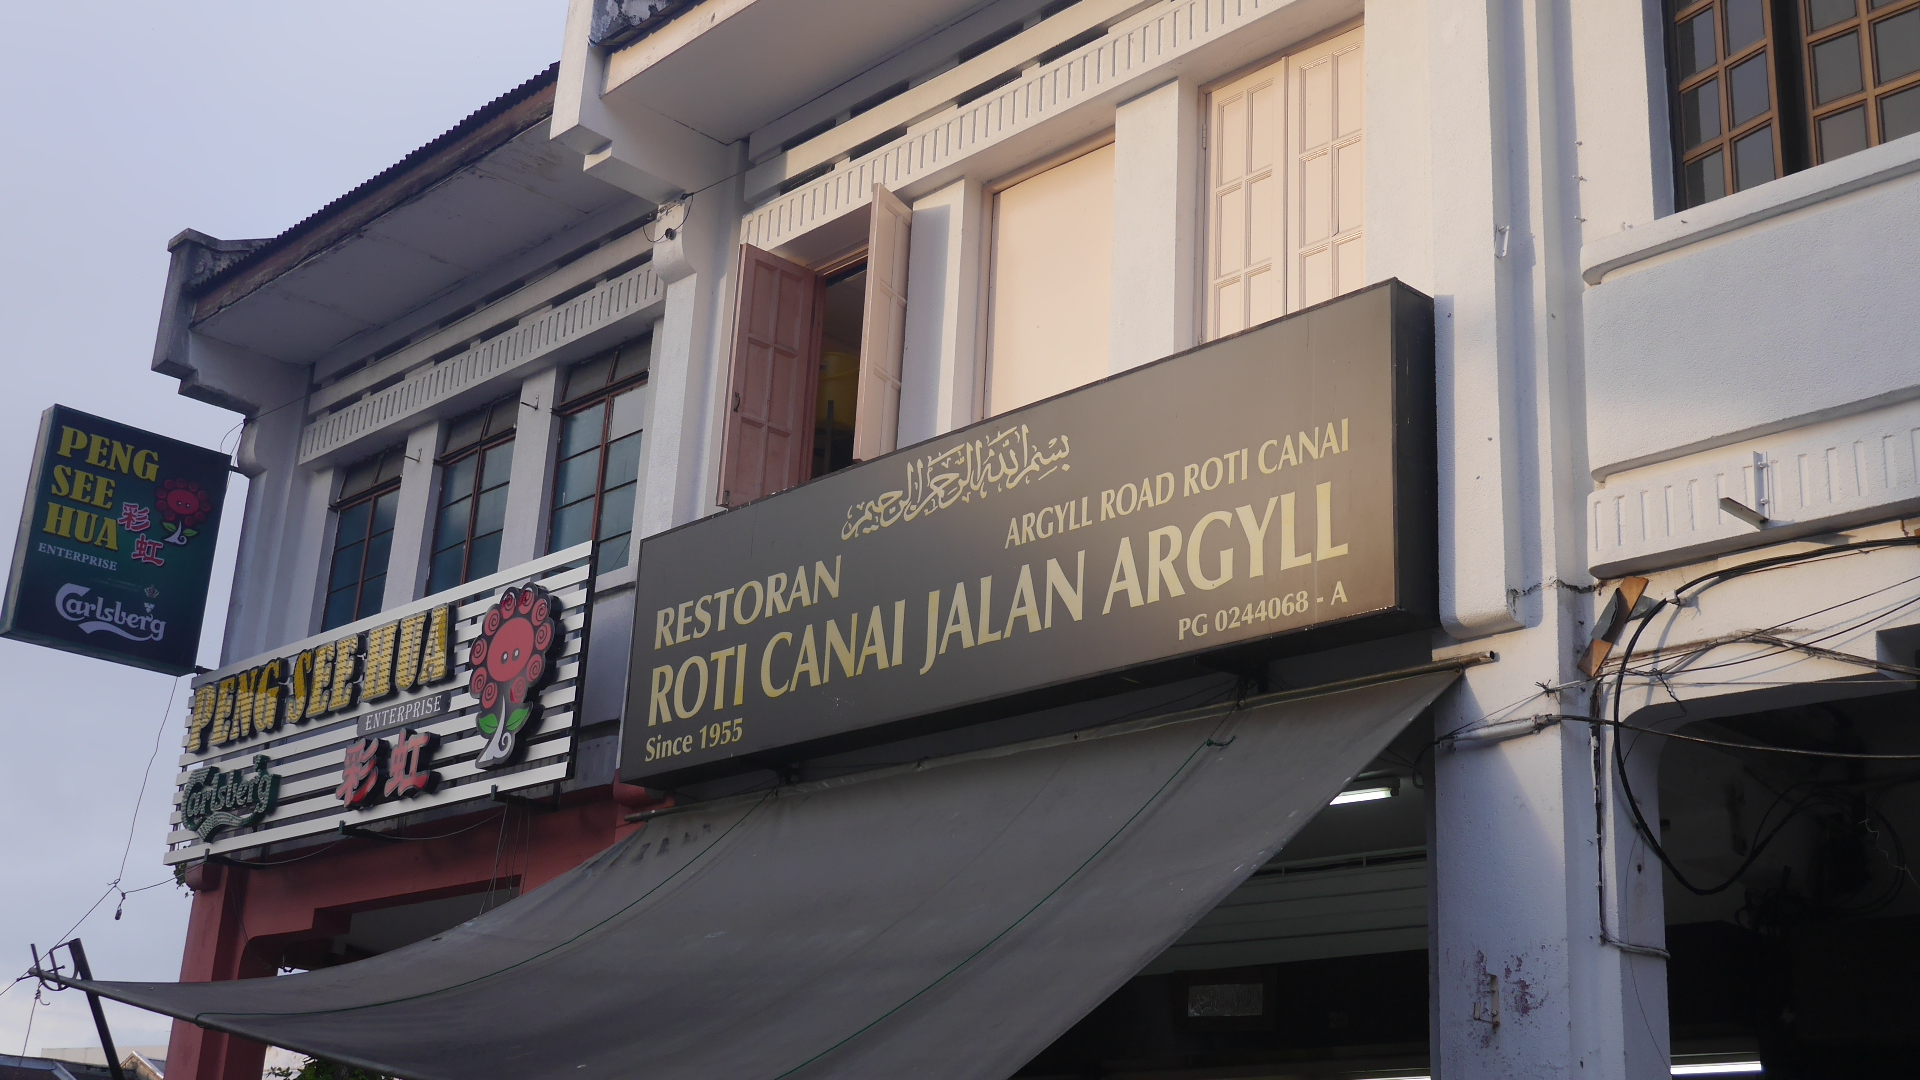 PENG
SEE
HUA
彩虹
ENTERPRISE
Carlsberg
PENG SEE HUA
ENTERPRISE
彩虹
Carlsberg
بسم الله الرحمن الرحيم
ARGYLL ROAD ROTI CANAI
RESTORAN
ROTI CANAI JALAN ARGYLL
PG 0244068 - A
Since 1955